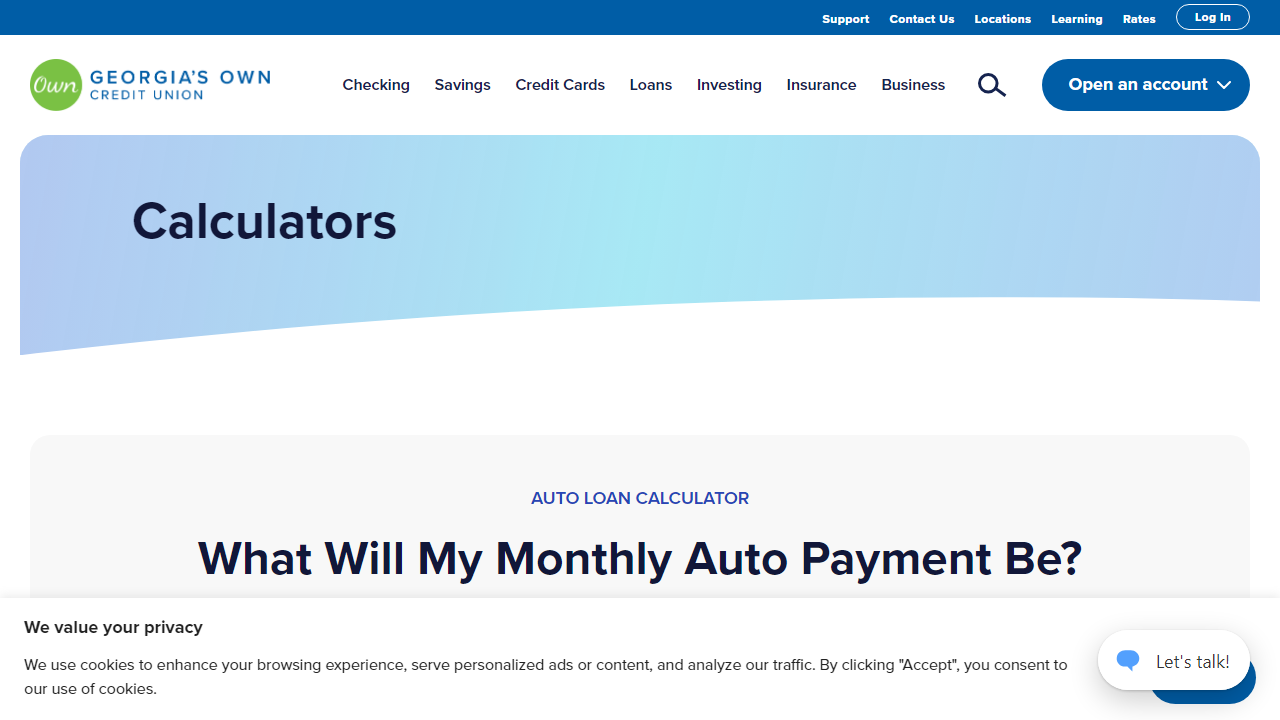 Support Contact Us Locations Learning Rates Log In
Own GEORGIA'S OWN
CREDIT UNION
Checking Savings Credit Cards Loans Investing Insurance Business Open an account
Calculators
AUTO LOAN CALCULATOR
What Will My Monthly Auto Payment Be?
We value your privacy
We use cookies to enhance your browsing experience, serve personalized ads or content, and analyze our traffic. By clicking "Accept", you consent to
our use of cookies.
Let's talk!